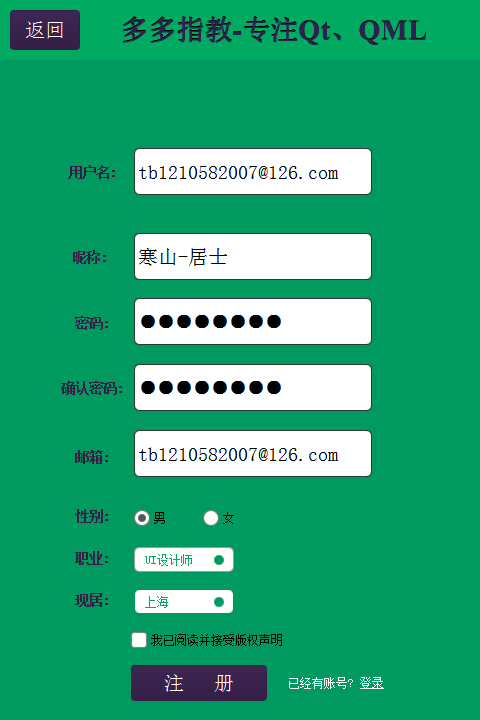 返回 多多指教-专注Qt、QML
用户名： tb1210582007@126.com
昵称： 寒山-居士
密码： ●●●●●●●●
确认密码： ●●●●●●●●
邮箱： tb1210582007@126.com
性别： 男 女
职业： UI设计师
现居： 上海
我已阅读并接受版权声明
注 册 已经有账号? 登录